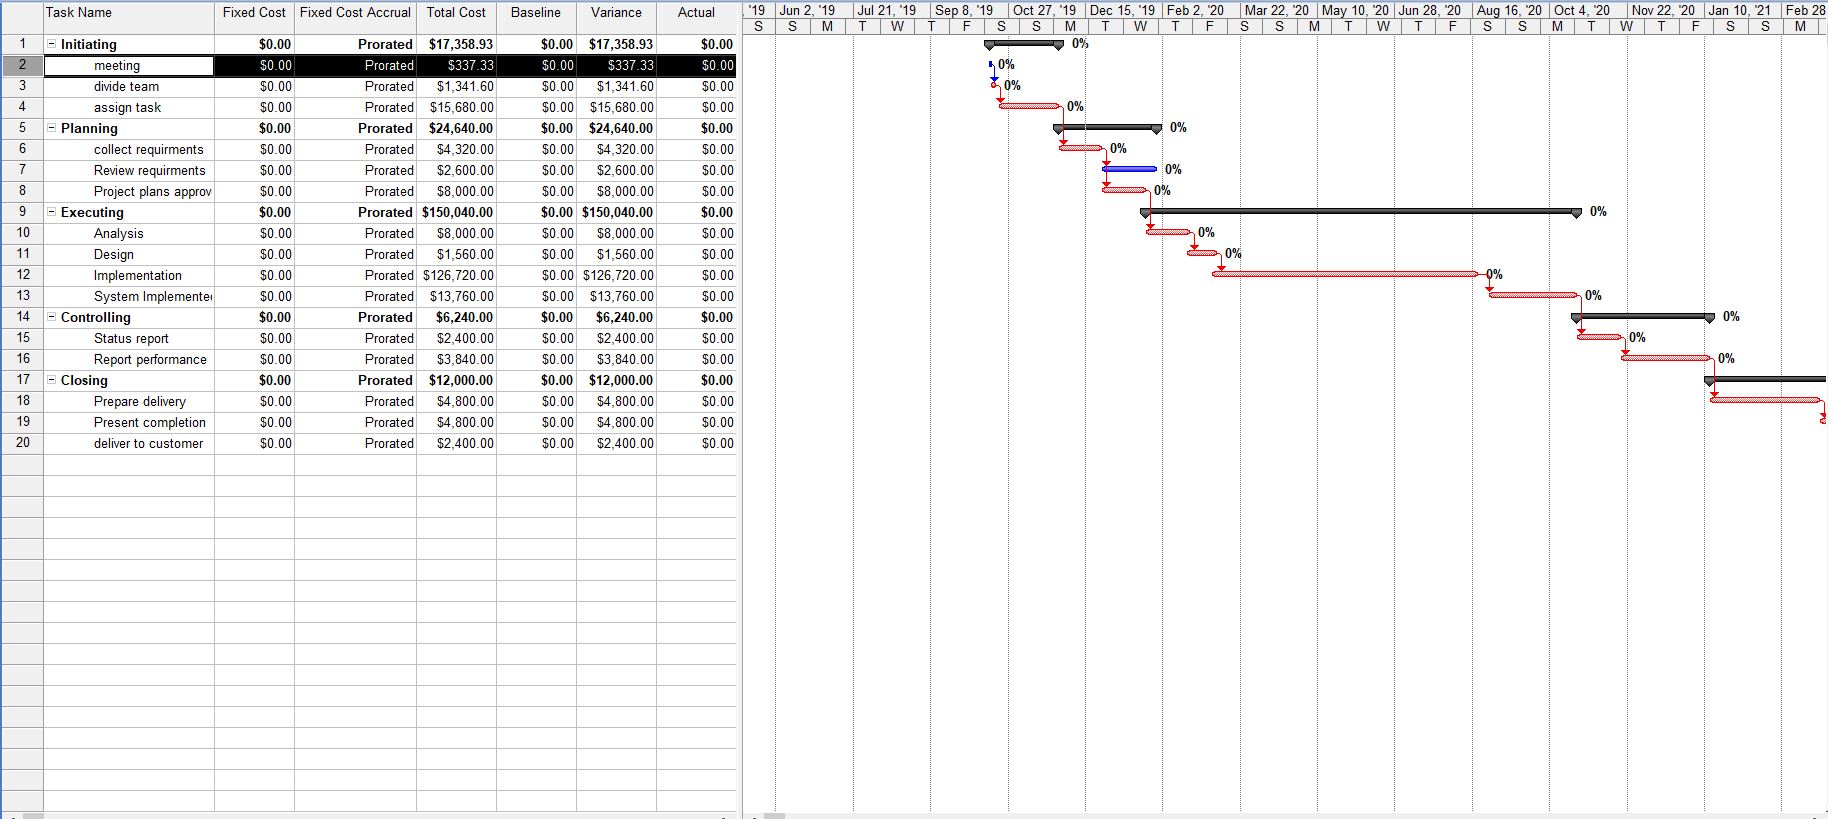 Task Name Fixed Cost Fixed Cost Accrual Total Cost Baseline Variance Actual
, '19 Jun 2, '19 Jul 21, '19 Sep 8, '19 Oct 27, '19 Dec 15, '19 Feb 2, '20 Mar 22, '20 May 10, '20 Jun 28, '20 Aug 16, '20 Oct 4, '20 Nov 22, '20 Jan 10, '21 Feb 28
S S M T W T F S M T W T F S S M T W T F S S M T W F S S M
1 Initiating $0.00 Prorated $17,358.93 $0.00 $17,358.93 $0.00 0%
2 meeting $0.00 Prorated $337.33 $0.00 $337.33 $0.00 0%
3 divide team $0.00 Prorated $1,341.60 $0.00 $1,341.60 $0.00 0%
4 assign task $0.00 Prorated $15,680.00 $0.00 $15,680.00 $0.00 0%
5 Planning $0.00 Prorated $24,640.00 $0.00 $24,640.00 $0.00 0%
6 collect requirments $0.00 Prorated $4,320.00 $0.00 $4,320.00 $0.00 0%
7 Review requirments $0.00 Prorated $2,600.00 $0.00 $2,600.00 $0.00 0%
8 Project plans approv $0.00 Prorated $8,000.00 $0.00 $8,000.00 $0.00 0%
9 Executing $0.00 Prorated $150,040.00 $0.00 $150,040.00 $0.00 0%
10 Analysis $0.00 Prorated $8,000.00 $0.00 $8,000.00 $0.00 0%
11 Design $0.00 Prorated $1,560.00 $0.00 $1,560.00 $0.00 0%
12 Implementation $0.00 Prorated $126,720.00 $0.00 $126,720.00 $0.00 0%
13 System Implemente $0.00 Prorated $13,760.00 $0.00 $13,760.00 $0.00 0%
14 Controlling $0.00 Prorated $6,240.00 $0.00 $6,240.00 $0.00 0%
15 Status report $0.00 Prorated $2,400.00 $0.00 $2,400.00 $0.00 0%
16 Report performance $0.00 Prorated $3,840.00 $0.00 $3,840.00 $0.00 0%
17 Closing $0.00 Prorated $12,000.00 $0.00 $12,000.00 $0.00
18 Prepare delivery $0.00 Prorated $4,800.00 $0.00 $4,800.00 $0.00
19 Present completion $0.00 Prorated $4,800.00 $0.00 $4,800.00 $0.00
20 deliver to customer $0.00 Prorated $2,400.00 $0.00 $2,400.00 $0.00